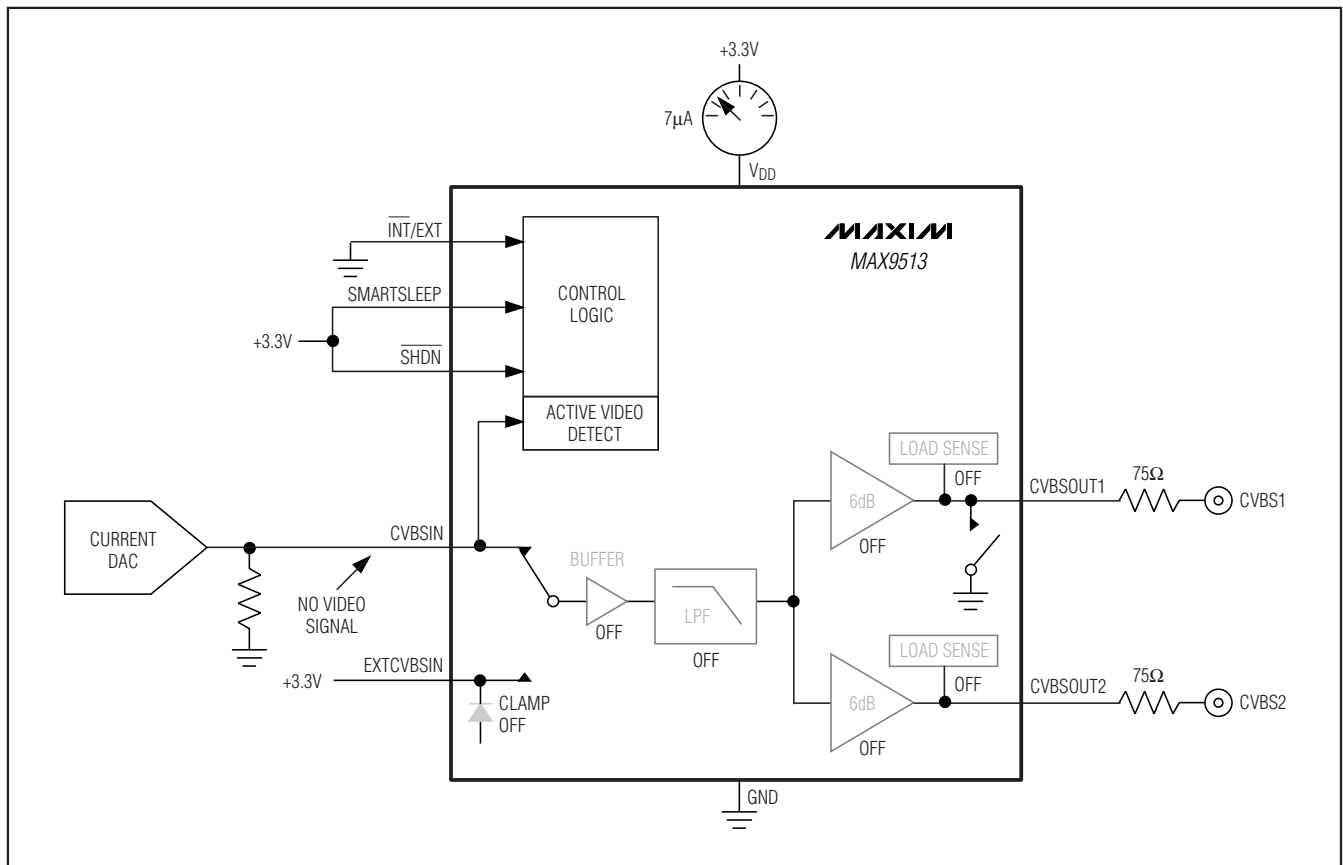 +3.3V
7μA
VDD
INT/EXT
MAXIM
MAX9513
SMARTSLEEP
CONTROL
LOGIC
+3.3V
SHDN
ACTIVE VIDEO
DETECT
LOAD SENSE
OFF
6dB
OFF
CVBSOUT1
75Ω
CVBS1
CURRENT
DAC
CVBSIN
NO VIDEO
SIGNAL
BUFFER
OFF
LPF
OFF
EXTCVBSIN
+3.3V
CLAMP
OFF
LOAD SENSE
OFF
6dB
OFF
CVBSOUT2
75Ω
CVBS2
GND